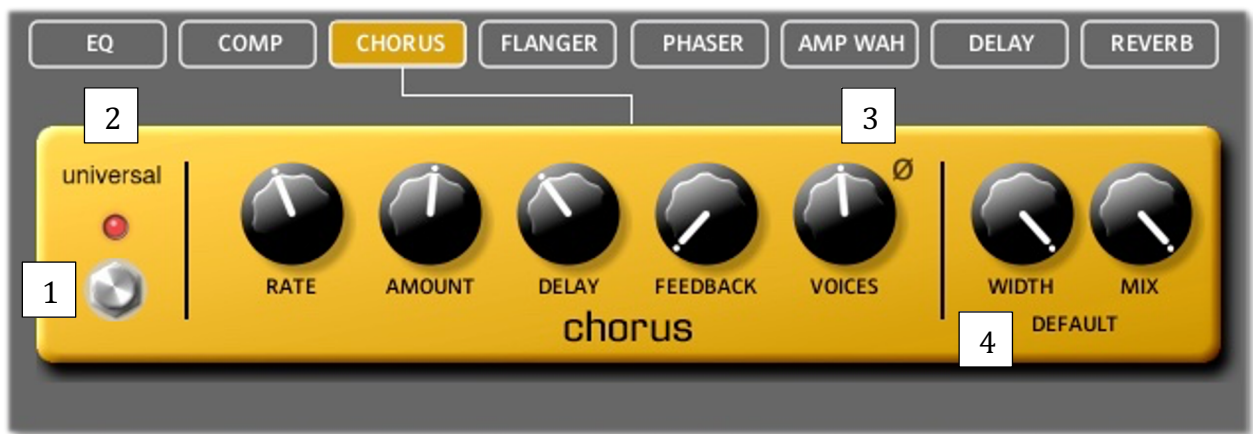 EQ COMP CHORUS FLANGER PHASER AMP WAH DELAY REVERB
2 3
universal Ø
1
RATE AMOUNT DELAY FEEDBACK VOICES WIDTH MIX
chorus DEFAULT
4